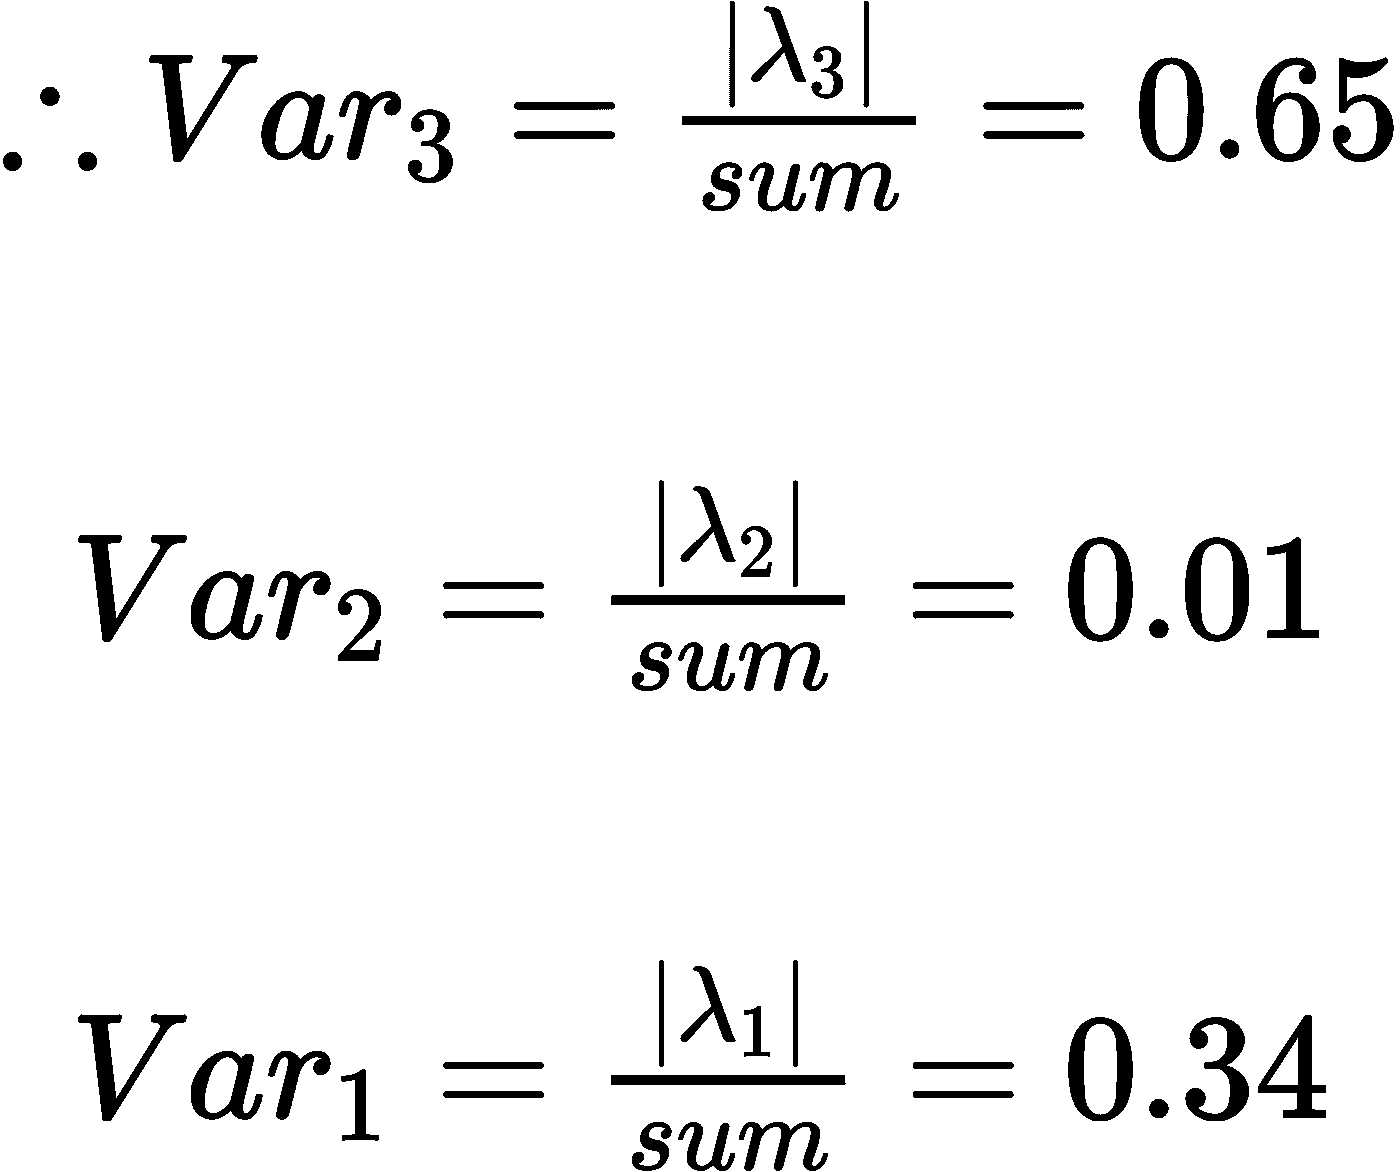 ∴ Var₃ = |λ₃|/sum = 0.65
Var₂ = |λ₂|/sum = 0.01
Var₁ = |λ₁|/sum = 0.34